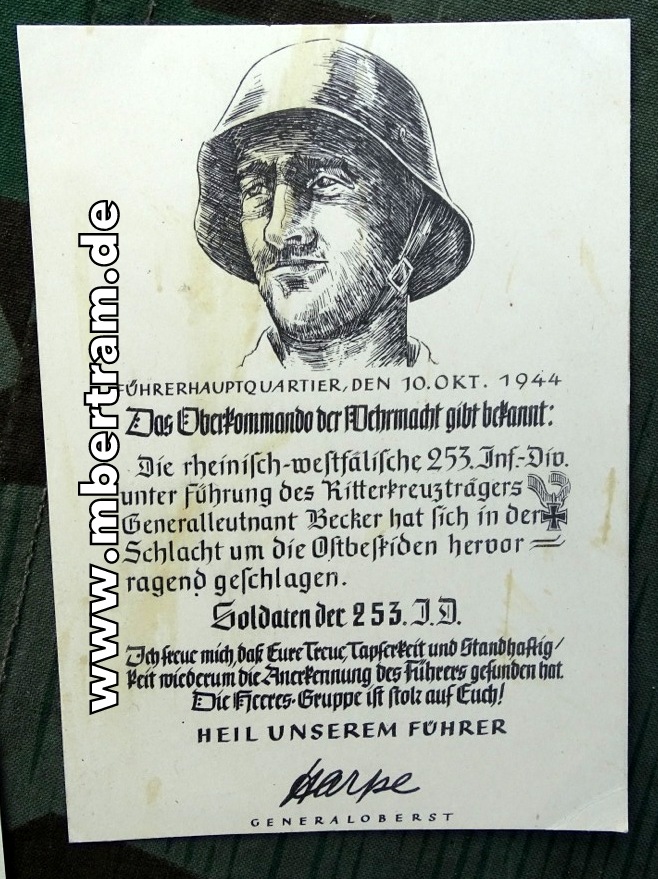 FÜHRERHAUPTQUARTIER, DEN 10. OKT. 1944
Das Oberkommando der Wehrmacht gibt bekannt:
Die rheinisch-westfälische 253. Inf.-Div.
unter Führung des Ritterkreuzträgers
Generalleutnant Becker hat sich in der
Schlacht um die Ostbeskiden hervor=
ragend geschlagen.
Soldaten der 253. I.D.
Ich freue mich, daß Eure Treue, Tapferkeit und Standhaftig/
keit wiederum die Anerkennung des Führers gefunden hat.
Die Heeres-Gruppe ist stolz auf Euch!
HEIL UNSEREM FÜHRER
Harpe
GENERALOBERST
www.mbertram.de